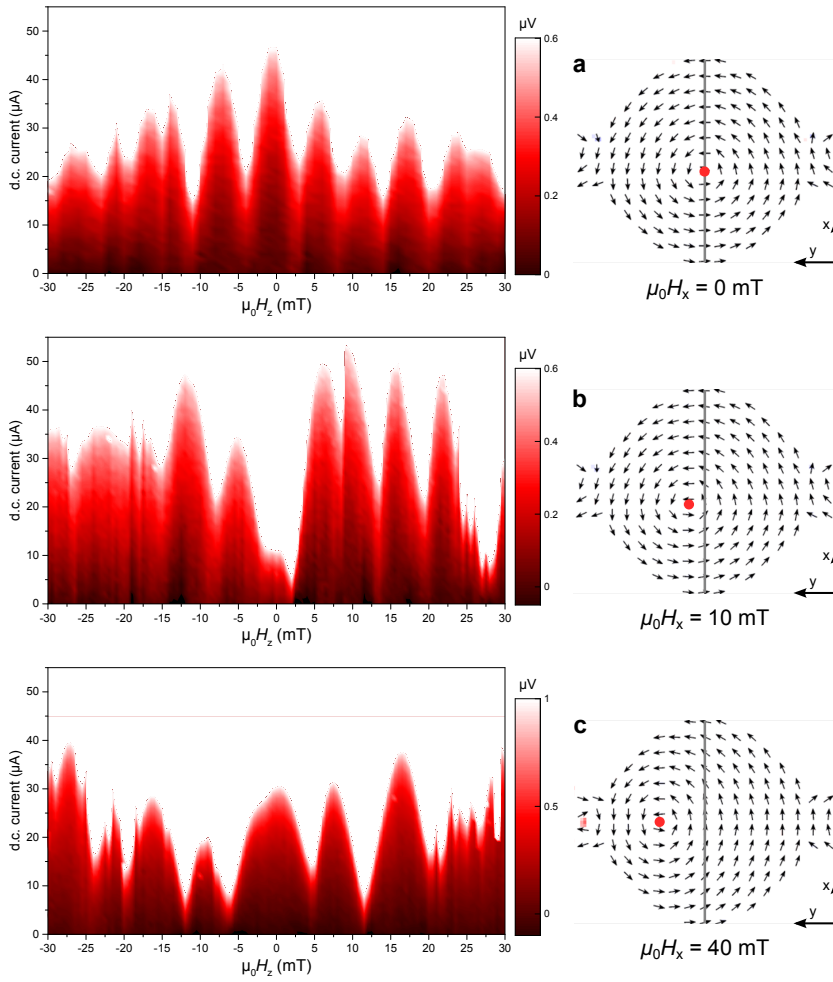 µV
d.c. current (µA)
50
40
30
20
10
0
-30 -25 -20 -15 -10 -5 0 5 10 15 20 25 30
µ₀Hz (mT)
0.6
0.4
0.2
0
a
x
y
µ₀Hx = 0 mT
µV
d.c. current (µA)
50
40
30
20
10
0
-30 -25 -20 -15 -10 -5 0 5 10 15 20 25 30
µ₀Hz (mT)
0.6
0.4
0.2
0
b
x
y
µ₀Hx = 10 mT
µV
d.c. current (µA)
50
40
30
20
10
0
-30 -25 -20 -15 -10 -5 0 5 10 15 20 25 30
µ₀Hz (mT)
1
0.5
0
c
x
y
µ₀Hx = 40 mT